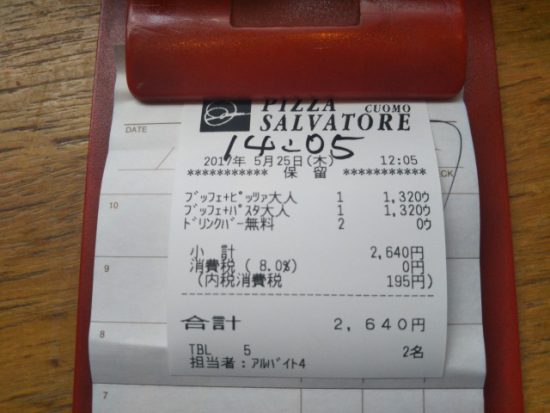 PIZZA
CUOMO
SALVATORE
14:05
2017年 5月25日(木) 12:05
*********** 保 留 ***********
ﾌﾞｯﾌｪ+ﾋﾟｯﾂｧ大人 1 1,320ウ
ﾌﾞｯﾌｪ+ﾊﾟｽﾀ大人 1 1,320ウ
ﾄﾞﾘﾝｸﾊﾞｰ無料 2 0ウ
小 計 2,640円
消費税 ( 8.0%) 0円
(内税消費税 195円)
合計 2,640円
TBL 5 2名
担当者:ｱﾙﾊﾞｲﾄ4
DATE
10
9
8
7